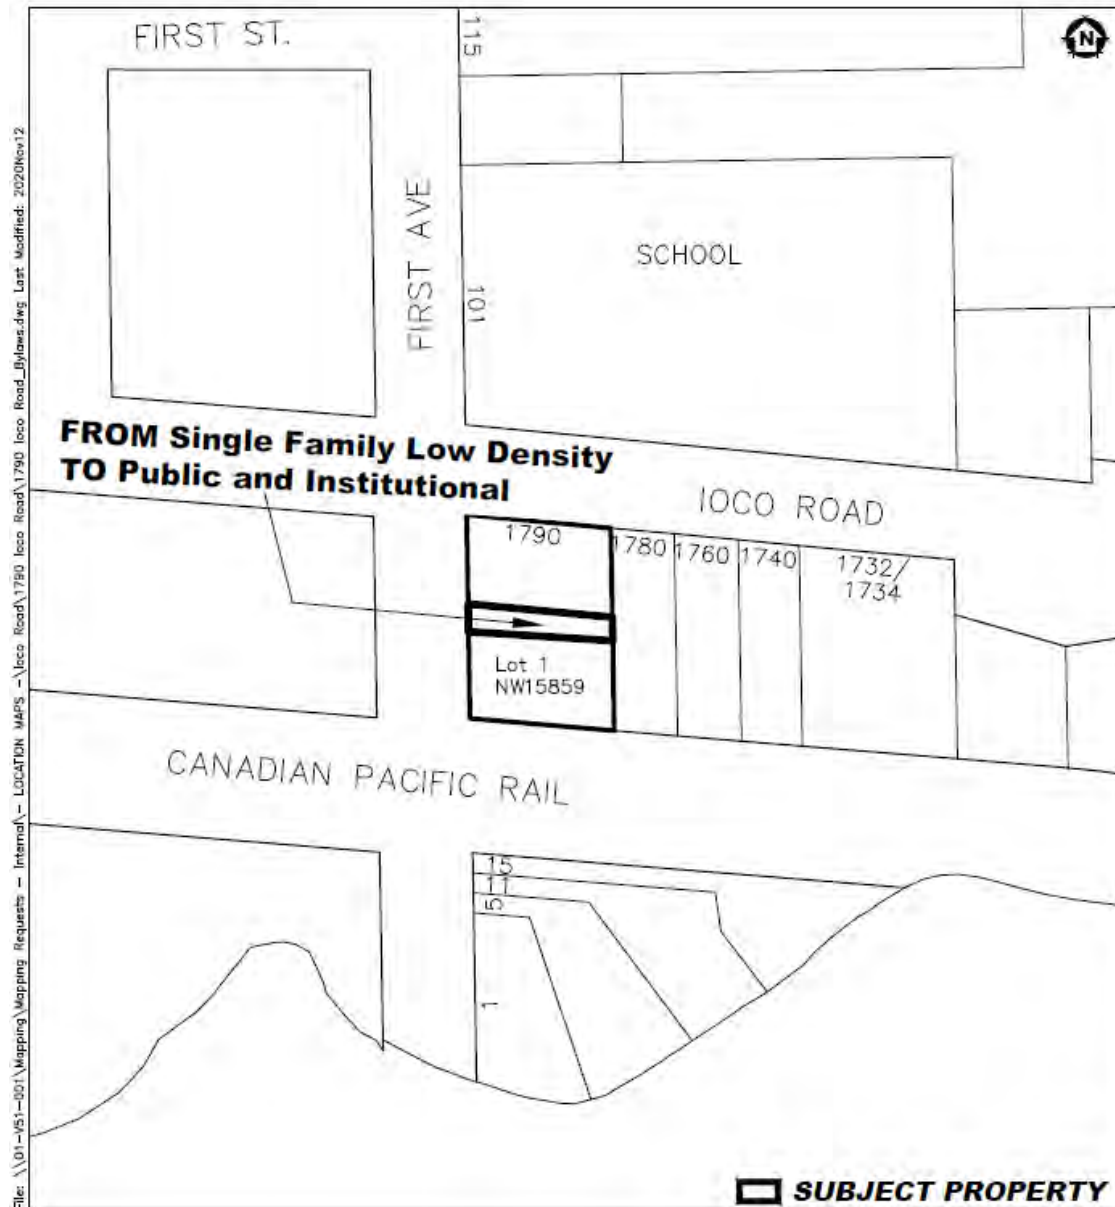 FIRST ST.
115
N
FIRST AVE
101
SCHOOL
FROM Single Family Low Density
TO Public and Institutional
IOCO ROAD
1790
1780
1760
1740
1732/
1734
Lot 1
NW15859
CANADIAN PACIFIC RAIL
15
11
5
1
SUBJECT PROPERTY
File: \\01-V51-001\Mapping\Mapping Requests - Internal\- LOCATION MAPS -\Ioco Road\1790 Ioco Road\1790 Ioco Road_Bylaws.dwg Last Modified: 2020Nov12